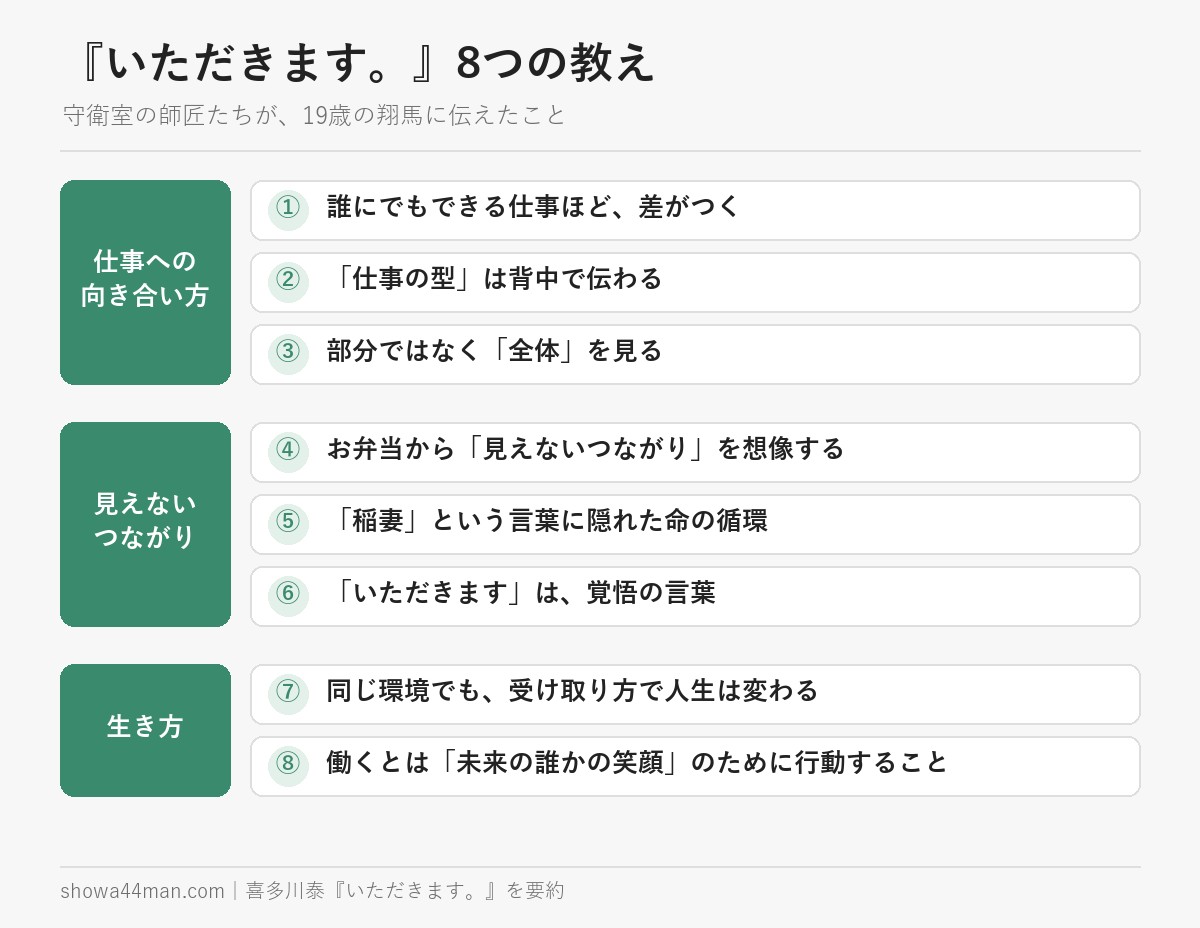 『いただきます。』8つの教え
守衛室の師匠たちが、19歳の翔馬に伝えたこと
仕事への
向き合い方
① 誰にでもできる仕事ほど、差がつく
② 「仕事の型」は背中で伝わる
③ 部分ではなく「全体」を見る
見えない
つながり
④ お弁当から「見えないつながり」を想像する
⑤ 「稲妻」という言葉に隠れた命の循環
⑥ 「いただきます」は、覚悟の言葉
生き方
⑦ 同じ環境でも、受け取り方で人生は変わる
⑧ 働くとは「未来の誰かの笑顔」のために行動すること
showa44man.com｜喜多川泰『いただきます。』を要約